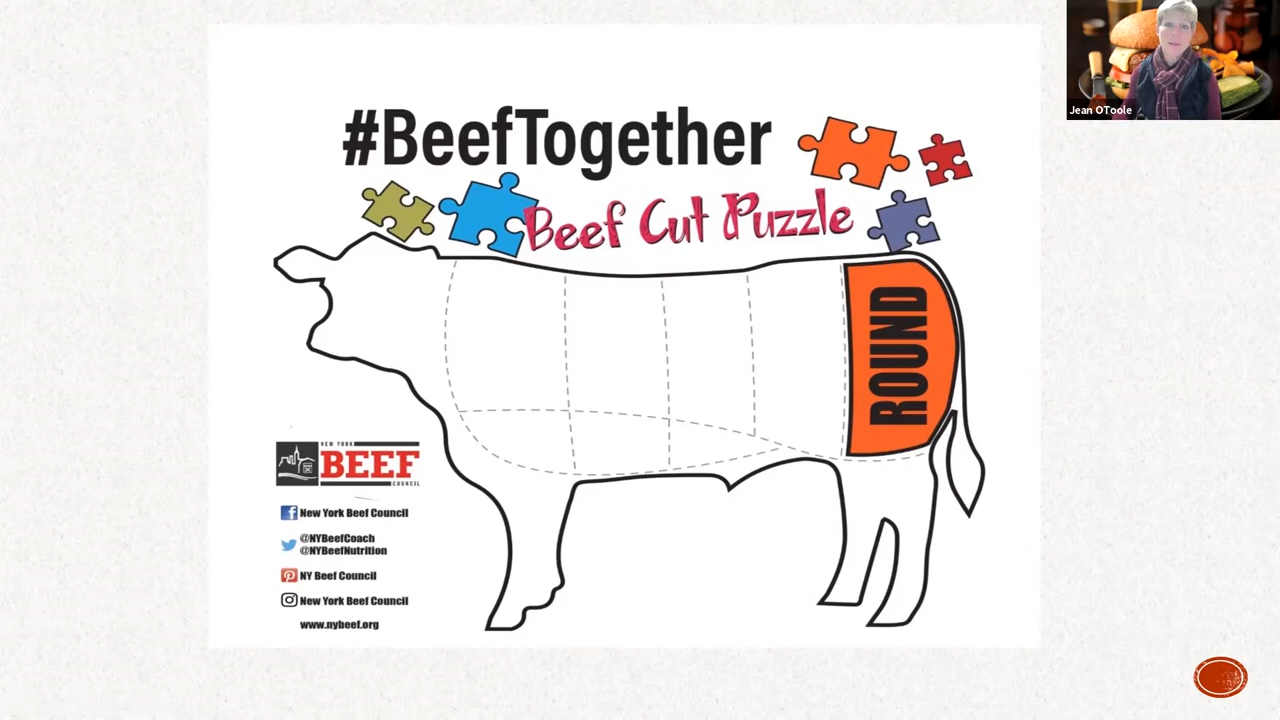 #BeefTogether
Beef Cut Puzzle
ROUND
NEW YORK
BEEF
COUNCIL
New York Beef Council
@NYBeefCoach
@NYBeefNutrition
NY Beef Council
New York Beef Council
www.nybeef.org
Jean OToole